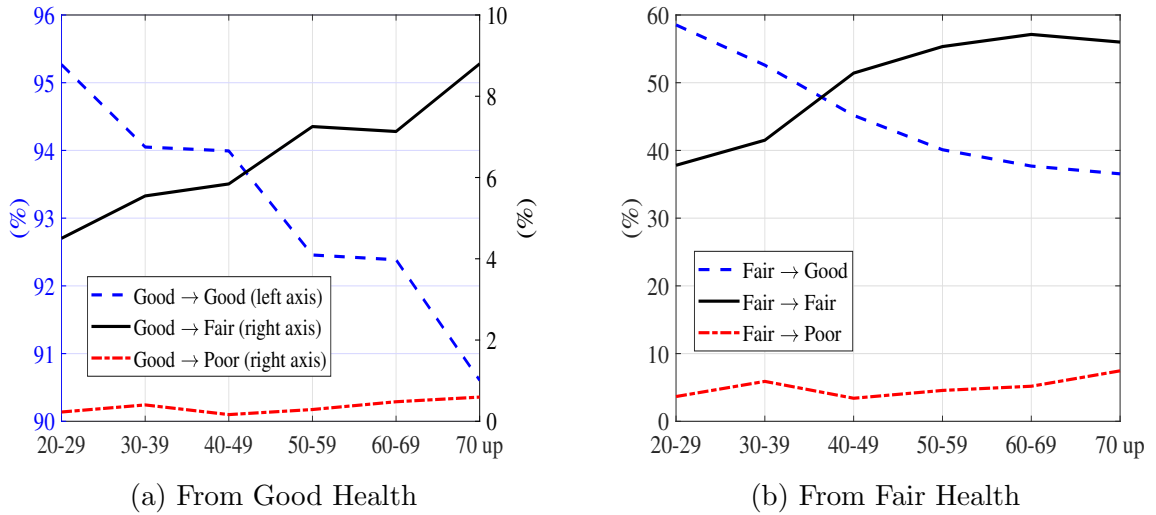 96
95
94
93
92
91
90
(%)
10
8
6
4
2
0
(%)
Good → Good (left axis)
Good → Fair (right axis)
Good → Poor (right axis)
20-29 30-39 40-49 50-59 60-69 70 up
(a) From Good Health
60
50
40
30
20
10
0
(%)
Fair → Good
Fair → Fair
Fair → Poor
20-29 30-39 40-49 50-59 60-69 70 up
(b) From Fair Health